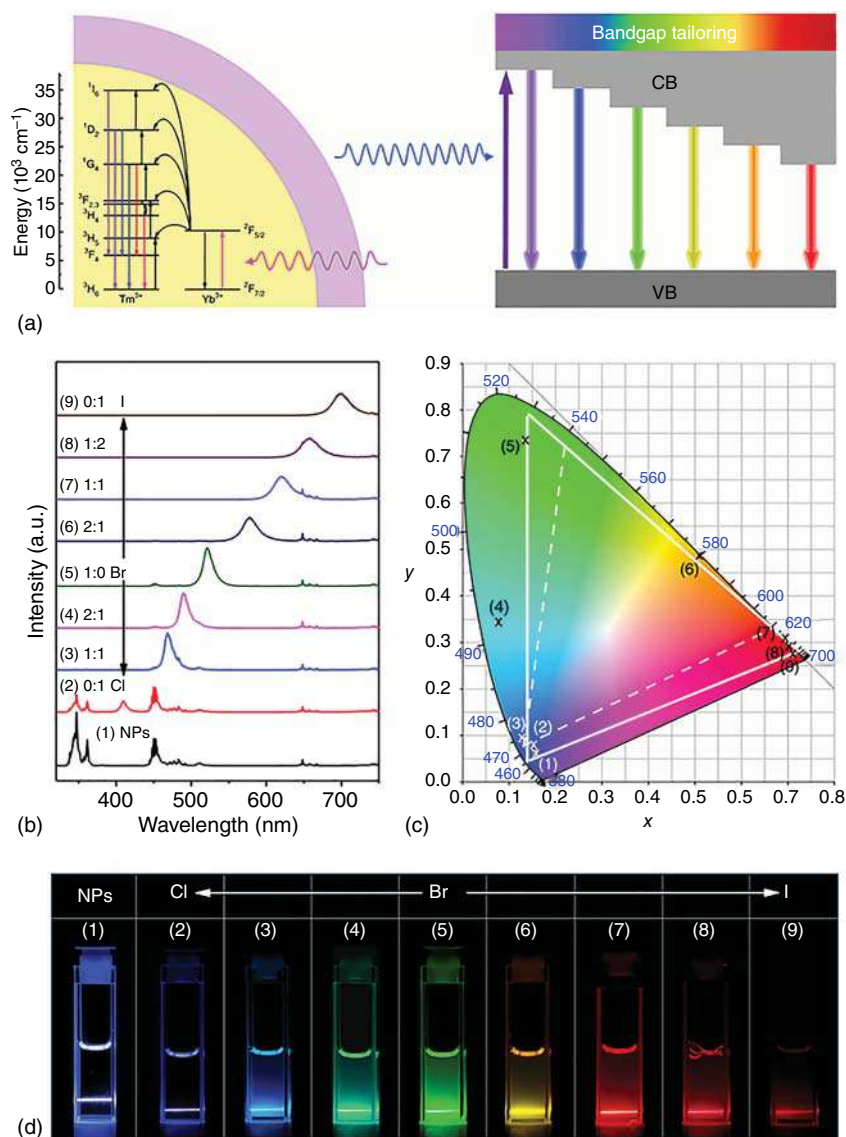 Bandgap tailoring
CB
VB
Energy (10³ cm⁻¹)
35
30
25
20
15
10
5
0
¹I₆
¹D₂
¹G₄
³F₂,₃
³H₄
³H₅
³F₄
³H₆
Tm³⁺
Yb³⁺
²F₅/₂
²F₇/₂
(a)
Intensity (a.u.)
(9) 0:1 I
(8) 1:2
(7) 1:1
(6) 2:1
(5) 1:0 Br
(4) 2:1
(3) 1:1
(2) 0:1 Cl
(1) NPs
400 500 600 700
Wavelength (nm)
(b)
0.9
0.8
0.7
0.6
0.5
0.4
0.3
0.2
0.1
0.0
y
520
540
560
580
600
620
700
500
490
480
470
460
380
(5)
(6)
(4)
(7)
(8)
(9)
(3) (2)
(1)
0.0 0.1 0.2 0.3 0.4 0.5 0.6 0.7 0.8
x
(c)
NPs Cl Br I
(1) (2) (3) (4) (5) (6) (7) (8) (9)
(d)